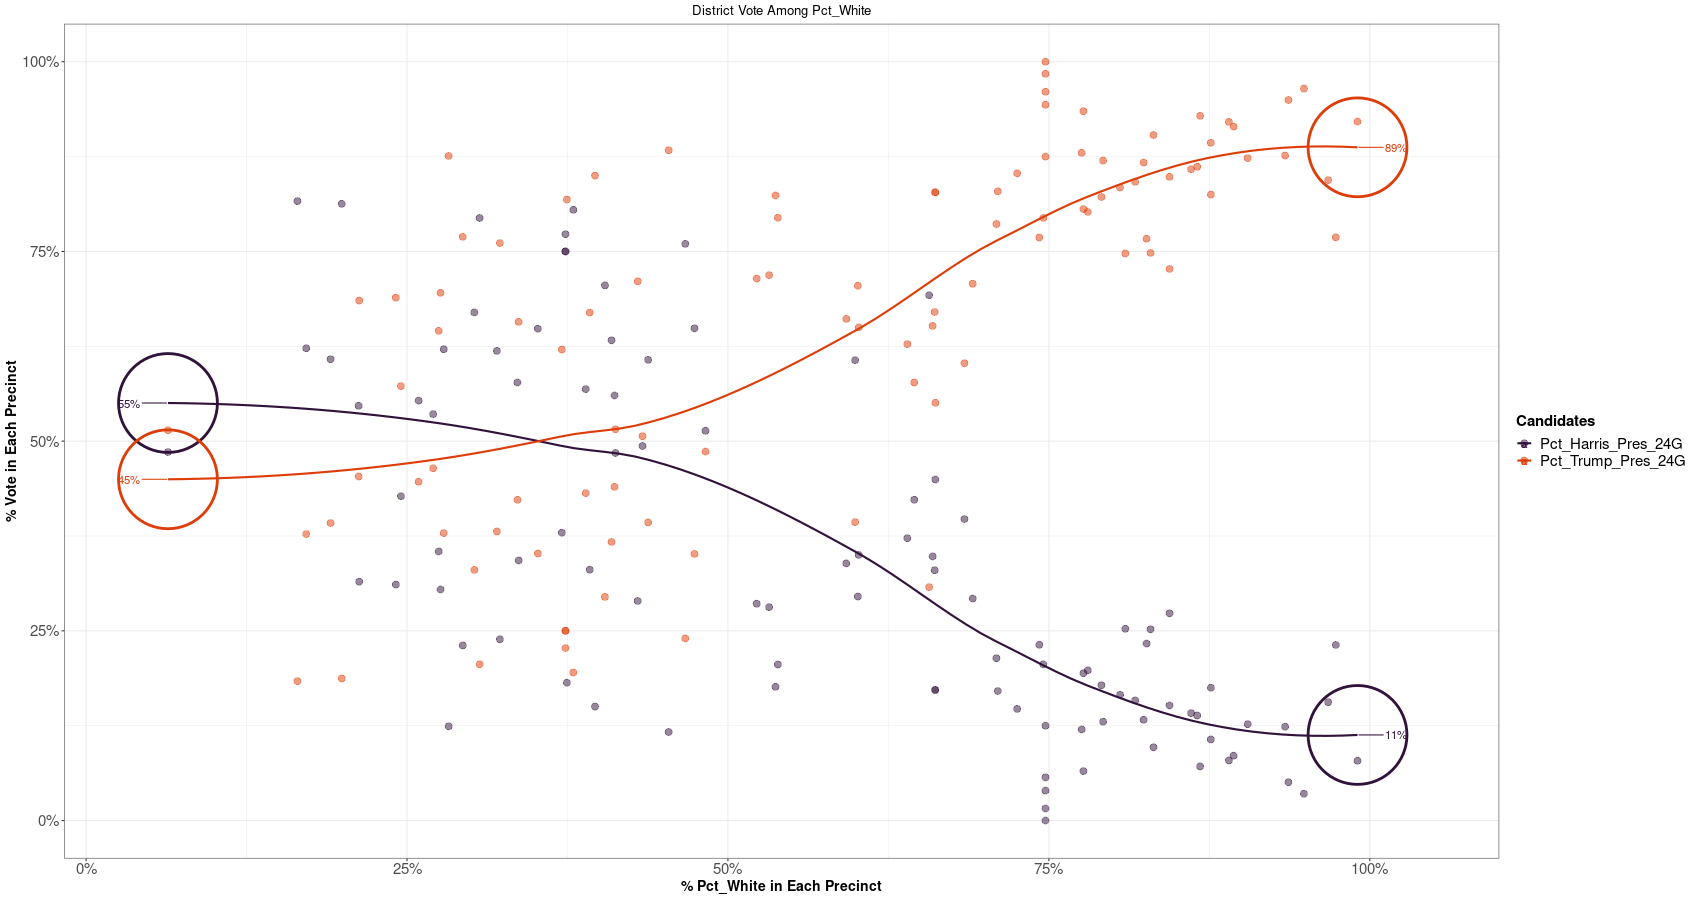 District Vote Among Pct_White
100%
75%
50%
25%
0%
% Vote in Each Precinct
55%
45%
89%
11%
0%
25%
50%
75%
100%
% Pct_White in Each Precinct
Candidates
Pct_Harris_Pres_24G
Pct_Trump_Pres_24G